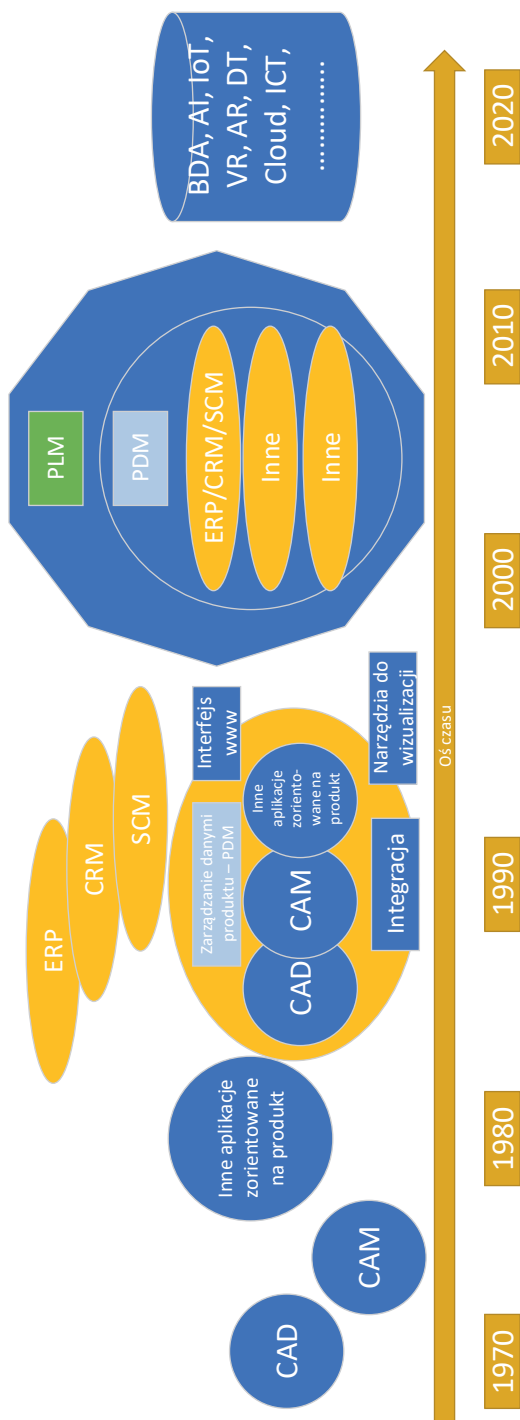 CAD
CAM
Inne aplikacje
zorientowane
na produkt
ERP
CRM
SCM
Zarządzanie danymi
produktu – PDM
Interfejs
www
CAD
CAM
Inne
aplikacje
zoriento-
wane na
produkt
Integracja
Narzędzia do
wizualizacji
PLM
PDM
ERP/CRM/SCM
Inne
Inne
BDA, AI, IoT,
VR, AR, DT,
Cloud, ICT,
..................
Oś czasu
1970
1980
1990
2000
2010
2020